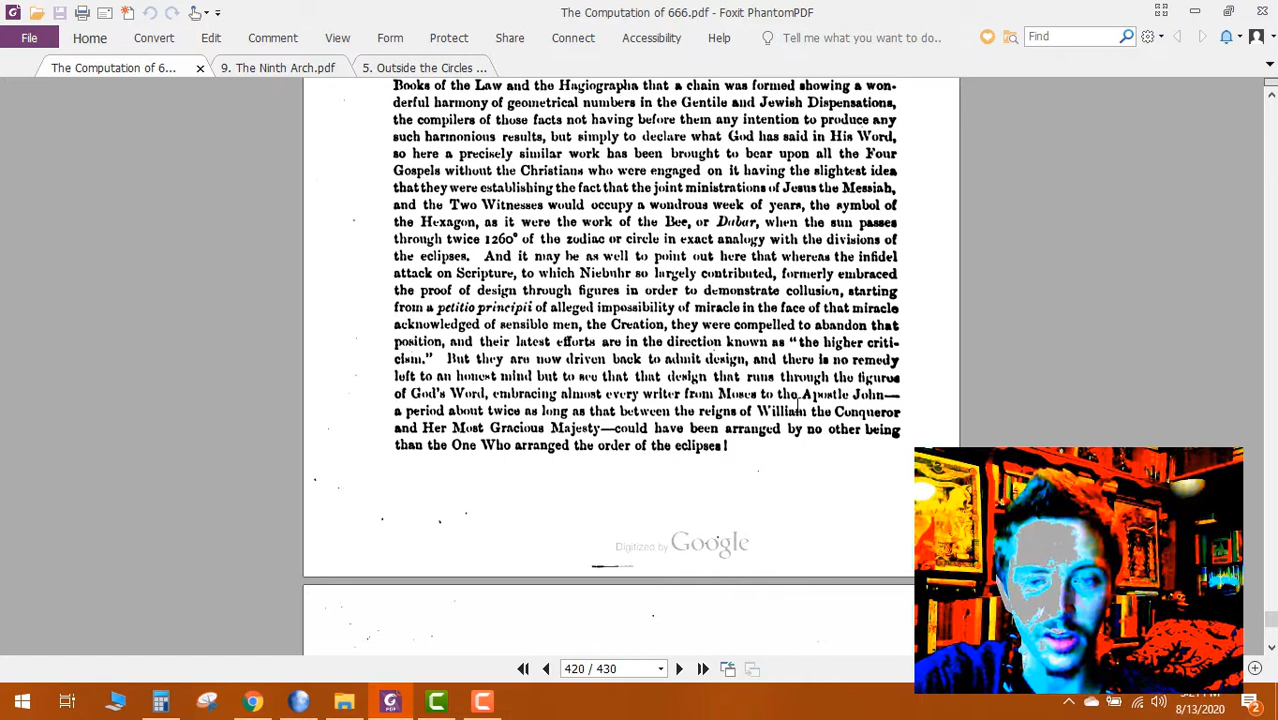 The Computation of 666.pdf - Foxit PhantomPDF
File Home Convert Edit Comment View Form Protect Share Connect Accessibility Help Tell me what you want to do.. Find
The Computation of 6... 9. The Ninth Arch.pdf 5. Outside the Circles ...
Books of the Law and the Hagiographa that a chain was formed showing a won-
derful harmony of geometrical numbers in the Gentile and Jewish Dispensations,
the compilers of those facts not having before them any intention to produce any
such harmonious results, but simply to declare what God has said in His Word,
so here a precisely similar work has been brought to bear upon all the Four
Gospels without the Christians who were engaged on it having the slightest idea
that they were establishing the fact that the joint ministrations of Jesus the Messiah,
and the Two Witnesses would occupy a wondrous week of years, the symbol of
the Hexagon, as it were the work of the Bee, or Dabar, when the sun passes
through twice 1260° of the zodiac or circle in exact analogy with the divisions of
the eclipses. And it may be as well to point out here that whereas the infidel
attack on Scripture, to which Niebuhr so largely contributed, formerly embraced
the proof of design through figures in order to demonstrate collusion, starting
from a petitio principii of alleged impossibility of miracle in the face of that miracle
acknowledged of sensible men, the Creation, they were compelled to abandon that
position, and their latest efforts are in the direction known as "the higher criti-
cism." But they are now driven back to admit design, and there is no remedy
left to an honest mind but to see that that design that runs through the figures
of God's Word, embracing almost every writer from Moses to the Apostle John—
a period about twice as long as that between the reigns of William the Conqueror
and Her Most Gracious Majesty—could have been arranged by no other being
than the One Who arranged the order of the eclipses!
Digitized by Google
420 / 430
8/13/2020
2